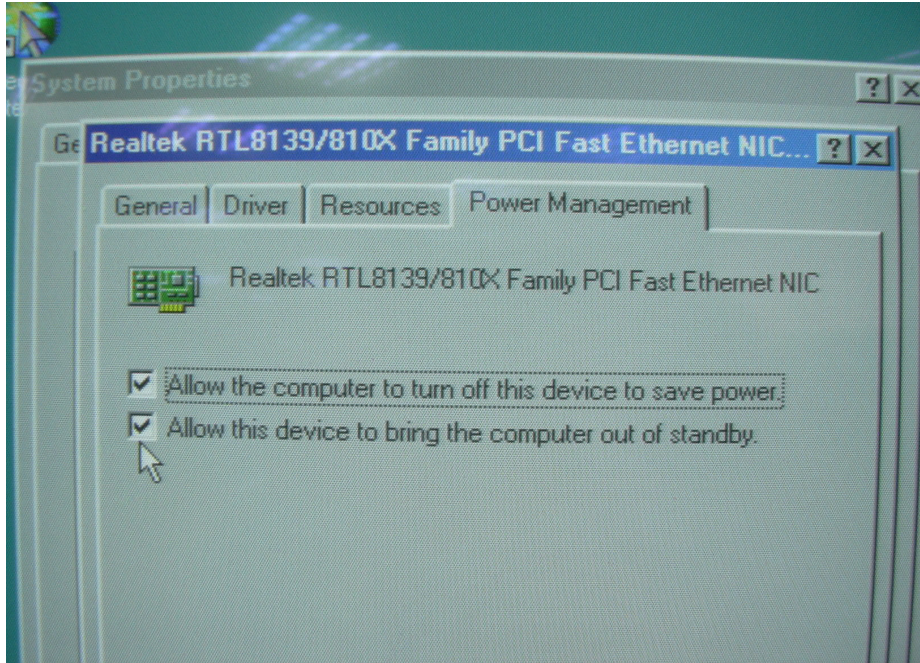 System Properties
Ge
Realtek RTL8139/810X Family PCI Fast Ethernet NIC...
General Driver Resources Power Management
Realtek RTL8139/810X Family PCI Fast Ethernet NIC
Allow the computer to turn off this device to save power.
Allow this device to bring the computer out of standby.